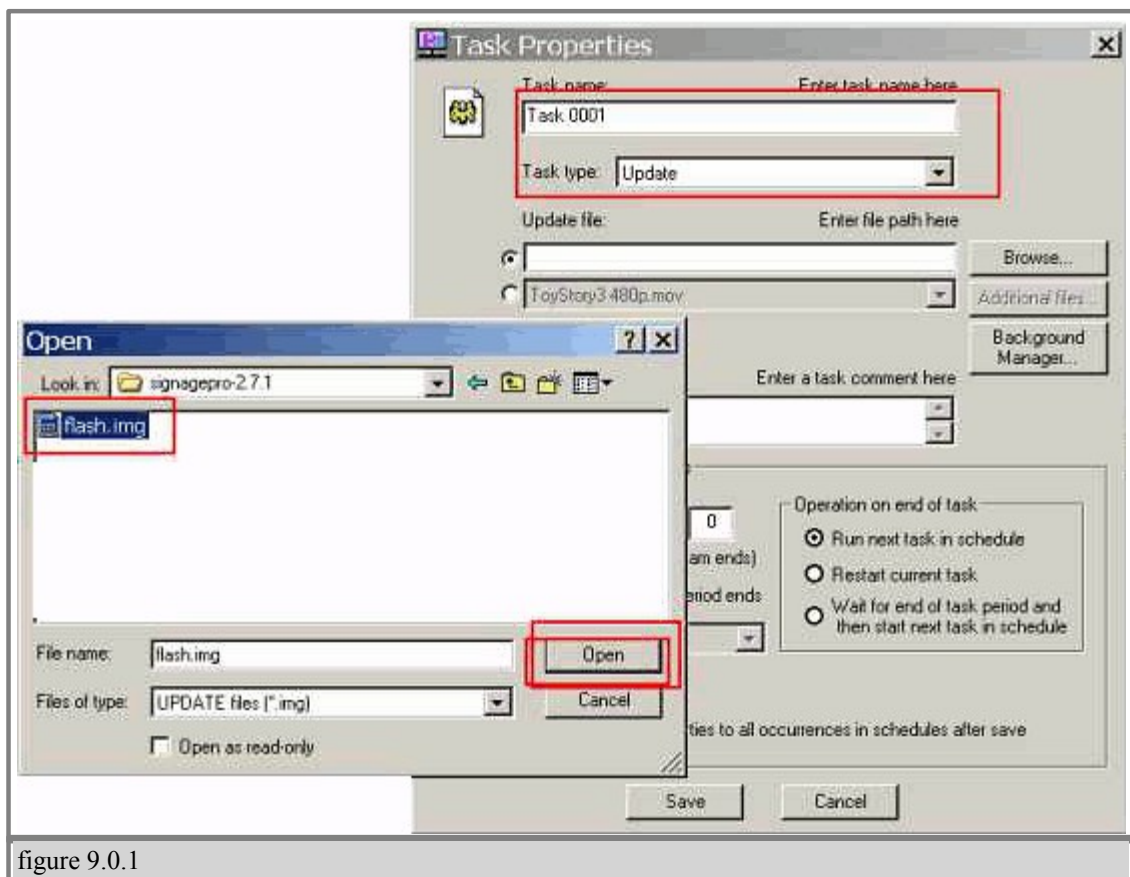 Task Properties
Task name: Enter task name here
Task 0001
Task type: Update
Update file: Enter file path here
Browse...
ToyStory3 480p.mov
Additional files...
Background
Manager...
Enter a task comment here
Open
Look in: signagepro-2.7.1
flash.img
File name: flash.img
Open
Files of type: UPDATE files (*.img)
Cancel
Open as read-only
0
am ends)
eriod ends
Operation on end of task
Run next task in schedule
Restart current task
Wait for end of task period and
then start next task in schedule
ties to all occurrences in schedules after save
Save Cancel
figure 9.0.1